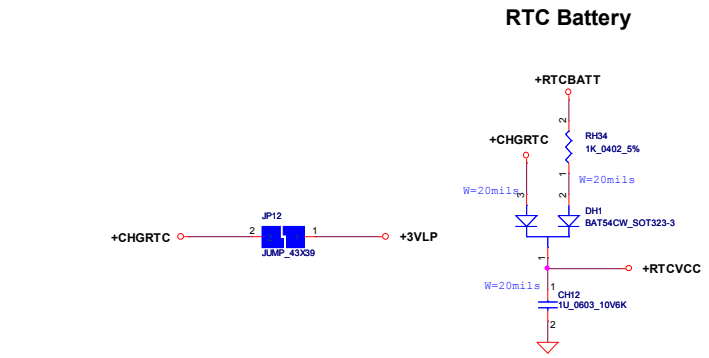 RTC Battery
+RTCBATT
2
RH34
1K_0402_5%
+CHGRTC
1
W=20mils
W=20mils
3
2
DH1
BAT54CW_SOT323-3
JP12
+CHGRTC
2
1
+3VLP
JUMP_43X39
1
+RTCVCC
W=20mils
1
CH12
1U_0603_10V6K
2